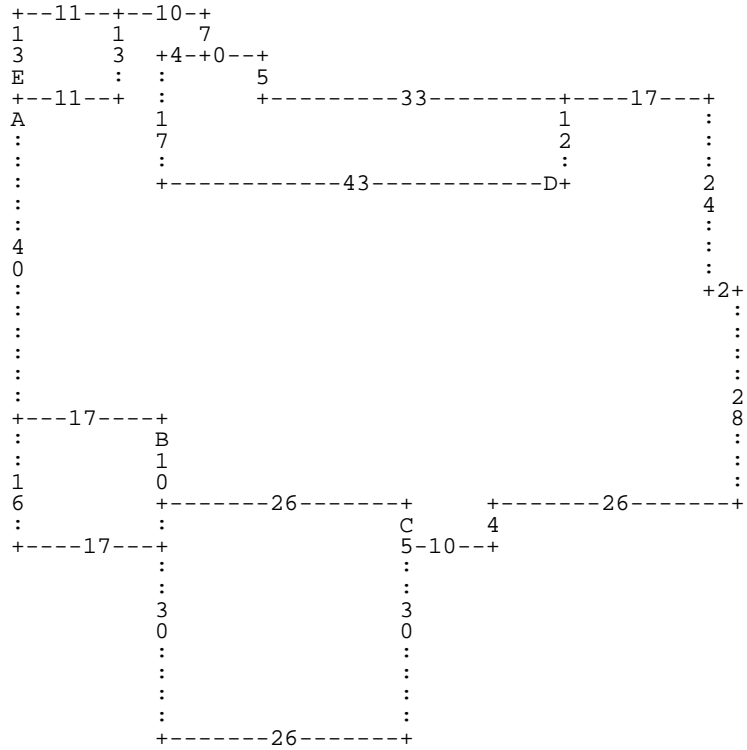 +--11--+--10-+
1      1     7
3      3  +4-+0--+
E      :  :      5
+--11--+  :      +---------33---------+----17---+
A         1                           1         :
:         7                           2         :
:         :                           :         :
:         +------------43------------D+         2
:                                               4
:                                               :
4                                               :
0                                               :
:                                               +2+
:                                                 :
:                                                 :
:                                                 :
:                                                 :
:                                                 2
+---17----+                                       8
:         B                                       :
:         1                                       :
1         0                                       :
6         +-------26-------+     +-------26-------+
:         :                C     4
+----17---+                5-10--+
          :                :
          :                :
          3                3
          0                0
          :                :
          :                :
          :                :
          :                :
          +-------26-------+